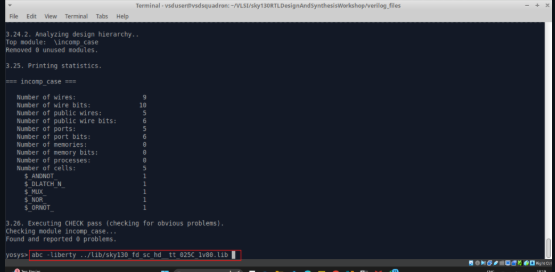 Terminal - vsduser@vsdsquadron: ~/VLSI/sky130RTLDesignAndSynthesisWorkshop/verilog_files
File Edit View Terminal Tabs Help
3.24.2. Analyzing design hierarchy..
Top module:  \incomp_case
Removed 0 unused modules.
3.25. Printing statistics.
=== incomp_case ===
Number of wires: 9
Number of wire bits: 10
Number of public wires: 5
Number of public wire bits: 6
Number of ports: 5
Number of port bits: 6
Number of memories: 0
Number of memory bits: 0
Number of processes: 0
Number of cells: 5
$_ANDNOT_ 1
$_DLATCH_N_ 1
$_MUX_ 1
$_NOR_ 1
$_ORNOT_ 1
3.26. Executing CHECK pass (checking for obvious problems).
Checking module incomp_case...
Found and reported 0 problems.
yosys> abc -liberty ../lib/sky130_fd_sc_hd__tt_025C_1v80.lib